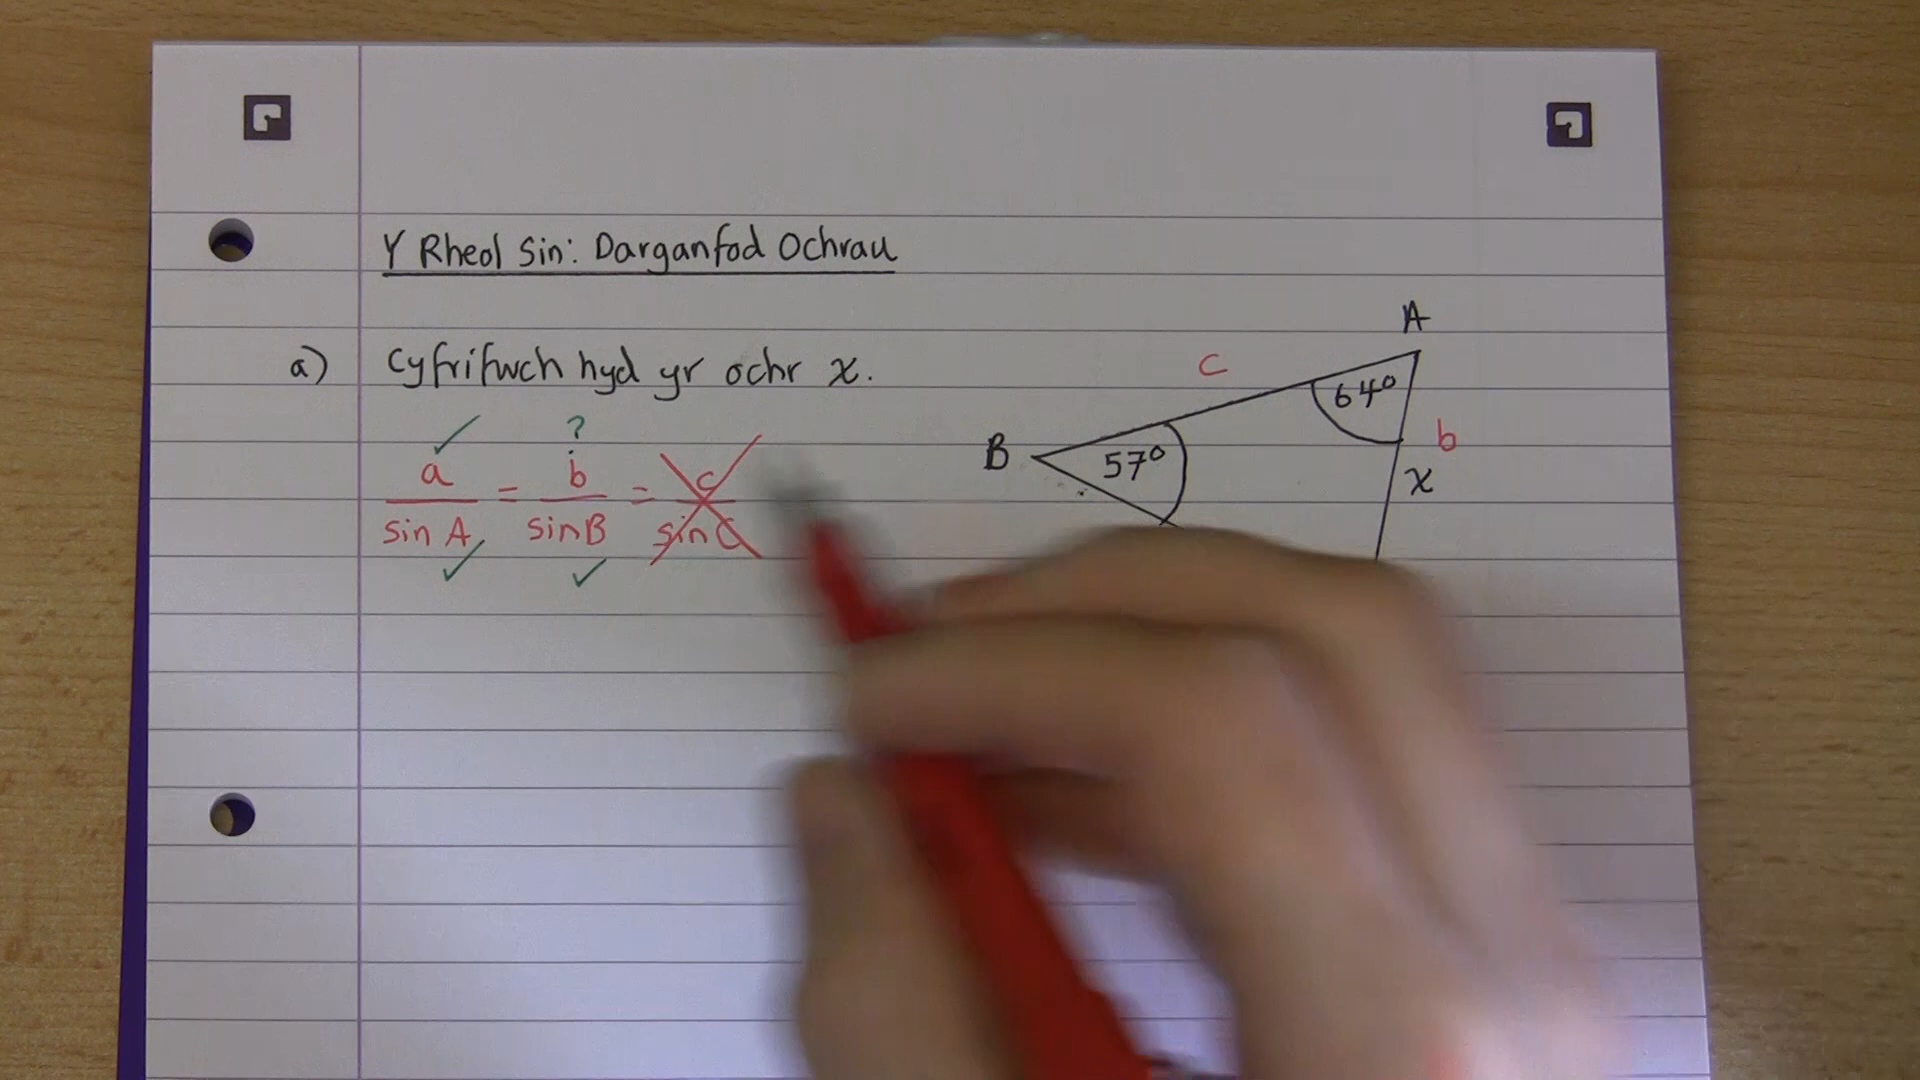 Y Rheol Sin: Darganfod Ochrau
a) Cyfrifwch hyd yr ochr x.
✓ ?
a / sin A = b / sin B = c / sin C
✓ ✓
A
c
64°
B
57°
b
x